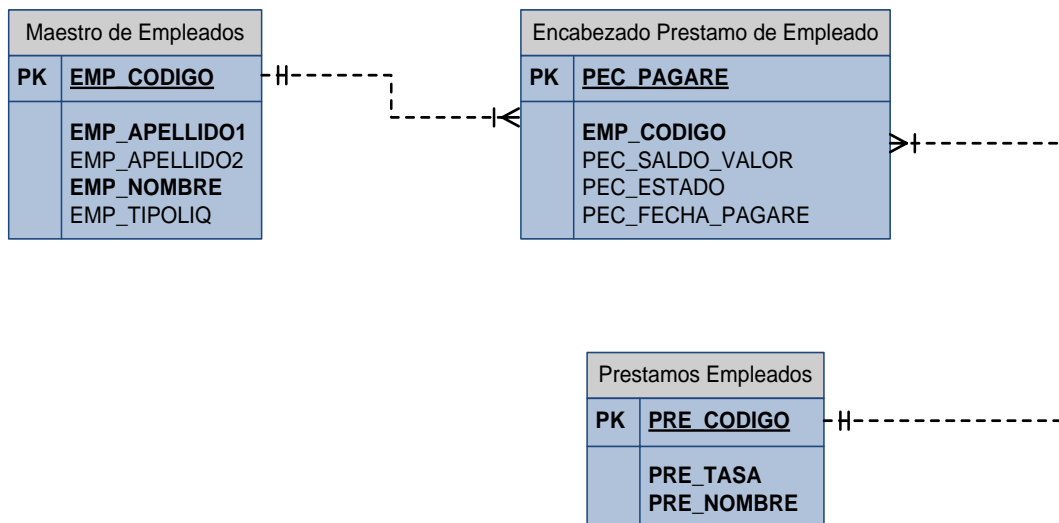 Maestro de Empleados
PK EMP_CODIGO
EMP_APELLIDO1
EMP_APELLIDO2
EMP_NOMBRE
EMP_TIPOLIQ
Encabezado Prestamo de Empleado
PK PEC_PAGARE
EMP_CODIGO
PEC_SALDO_VALOR
PEC_ESTADO
PEC_FECHA_PAGARE
Prestamos Empleados
PK PRE_CODIGO
PRE_TASA
PRE_NOMBRE